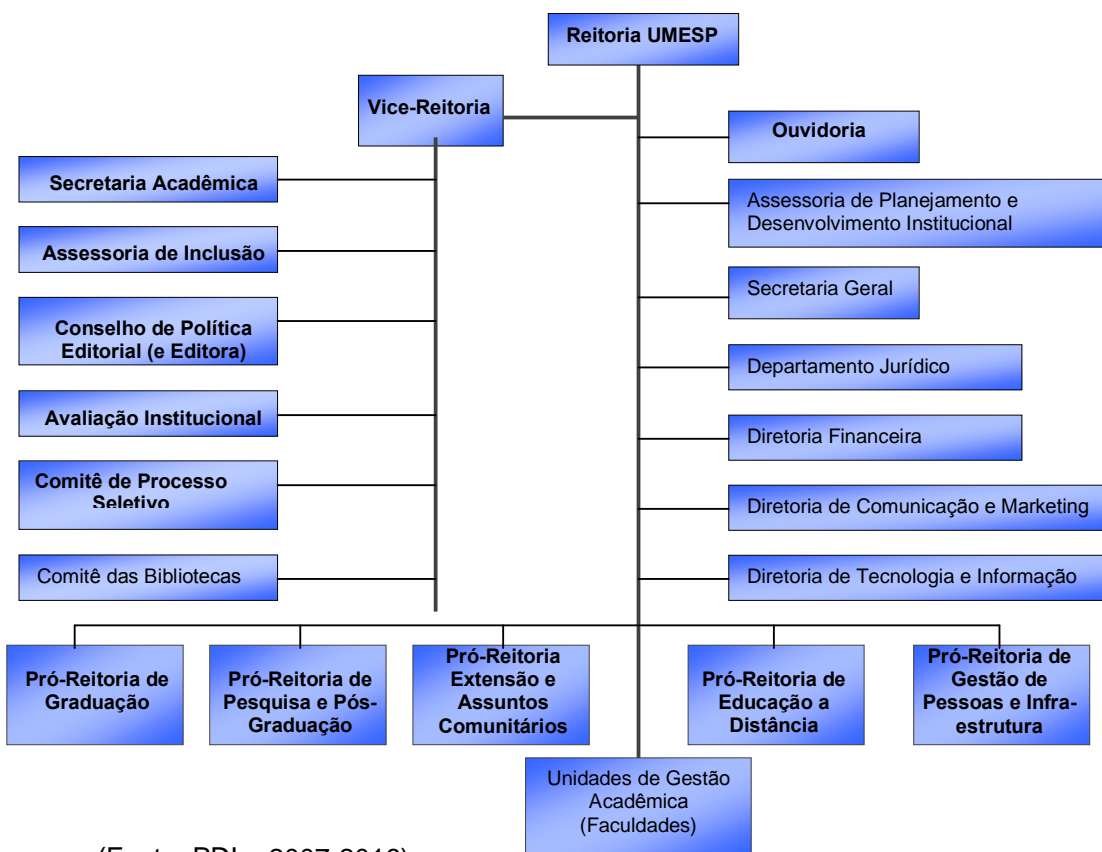 Reitoria UMESP
Vice-Reitoria
Ouvidoria
Secretaria Acadêmica
Assessoria de Planejamento e
Desenvolvimento Institucional
Assessoria de Inclusão
Secretaria Geral
Conselho de Política
Editorial (e Editora)
Departamento Jurídico
Avaliação Institucional
Diretoria Financeira
Comitê de Processo
Seletivo
Diretoria de Comunicação e Marketing
Comitê das Bibliotecas
Diretoria de Tecnologia e Informação
Pró-Reitoria de
Graduação
Pró-Reitoria de
Pesquisa e Pós-
Graduação
Pró-Reitoria
Extensão e
Assuntos
Comunitários
Pró-Reitoria de
Educação a
Distância
Pró-Reitoria de
Gestão de
Pessoas e Infra-
estrutura
Unidades de Gestão
Acadêmica
(Faculdades)